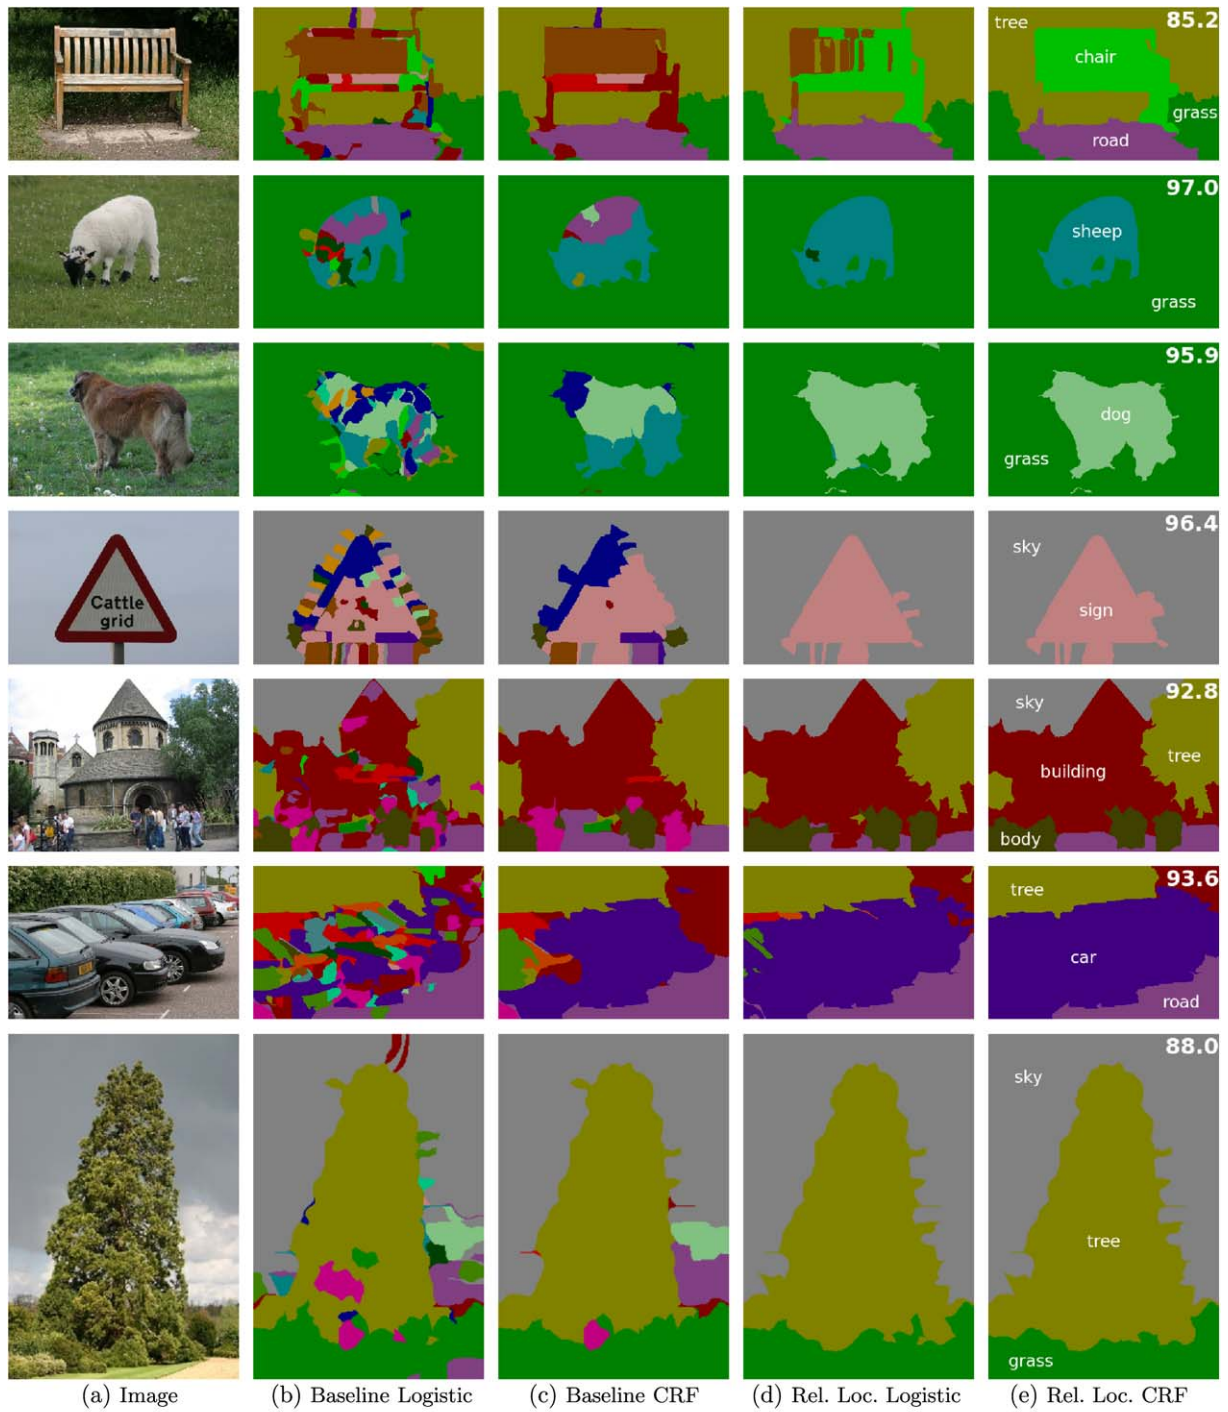 85.2
tree
chair
grass
road
97.0
sheep
grass
95.9
dog
grass
96.4
sky
Cattle
grid
sign
92.8
sky
tree
building
body
93.6
tree
car
road
88.0
sky
tree
grass
(a) Image (b) Baseline Logistic (c) Baseline CRF (d) Rel. Loc. Logistic (e) Rel. Loc. CRF